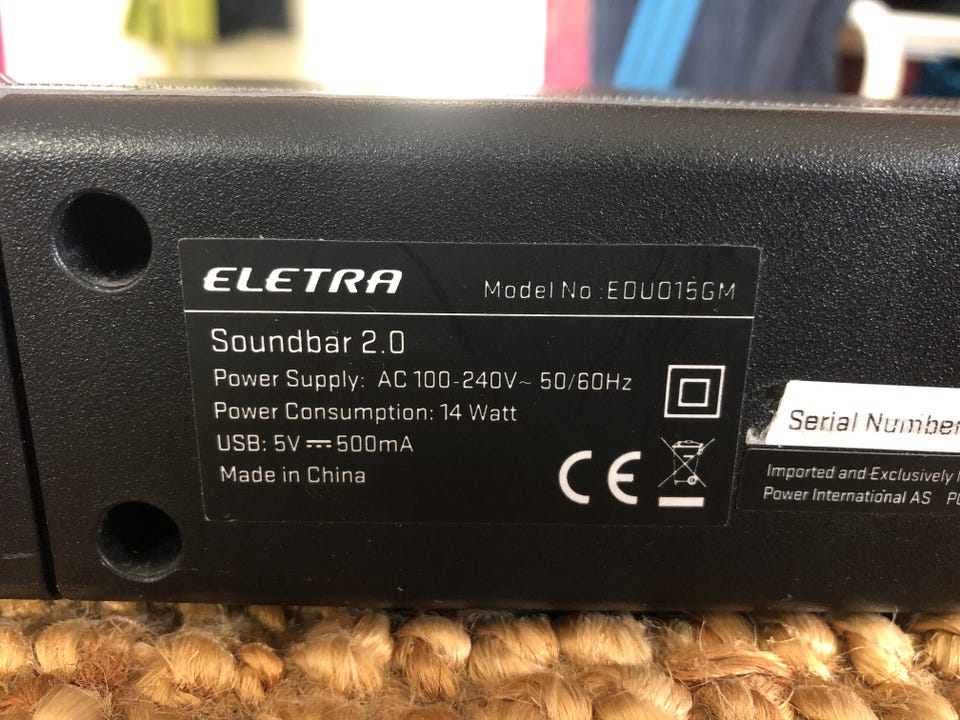 ELETRA
Model No :EDU015GM
Soundbar 2.0
Power Supply: AC 100-240V~ 50/60Hz
Power Consumption: 14 Watt
USB: 5V⎓500mA
Made in China
CE
Serial Number
Imported and Exclusively
Power International AS